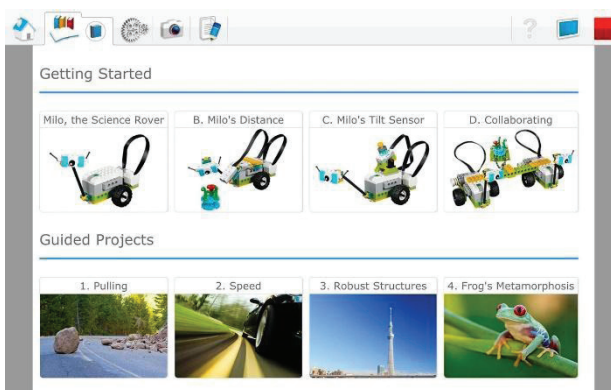 Getting Started
Milo, the Science Rover
B. Milo's Distance
C. Milo's Tilt Sensor
D. Collaborating
Guided Projects
1. Pulling
2. Speed
3. Robust Structures
4. Frog's Metamorphosis